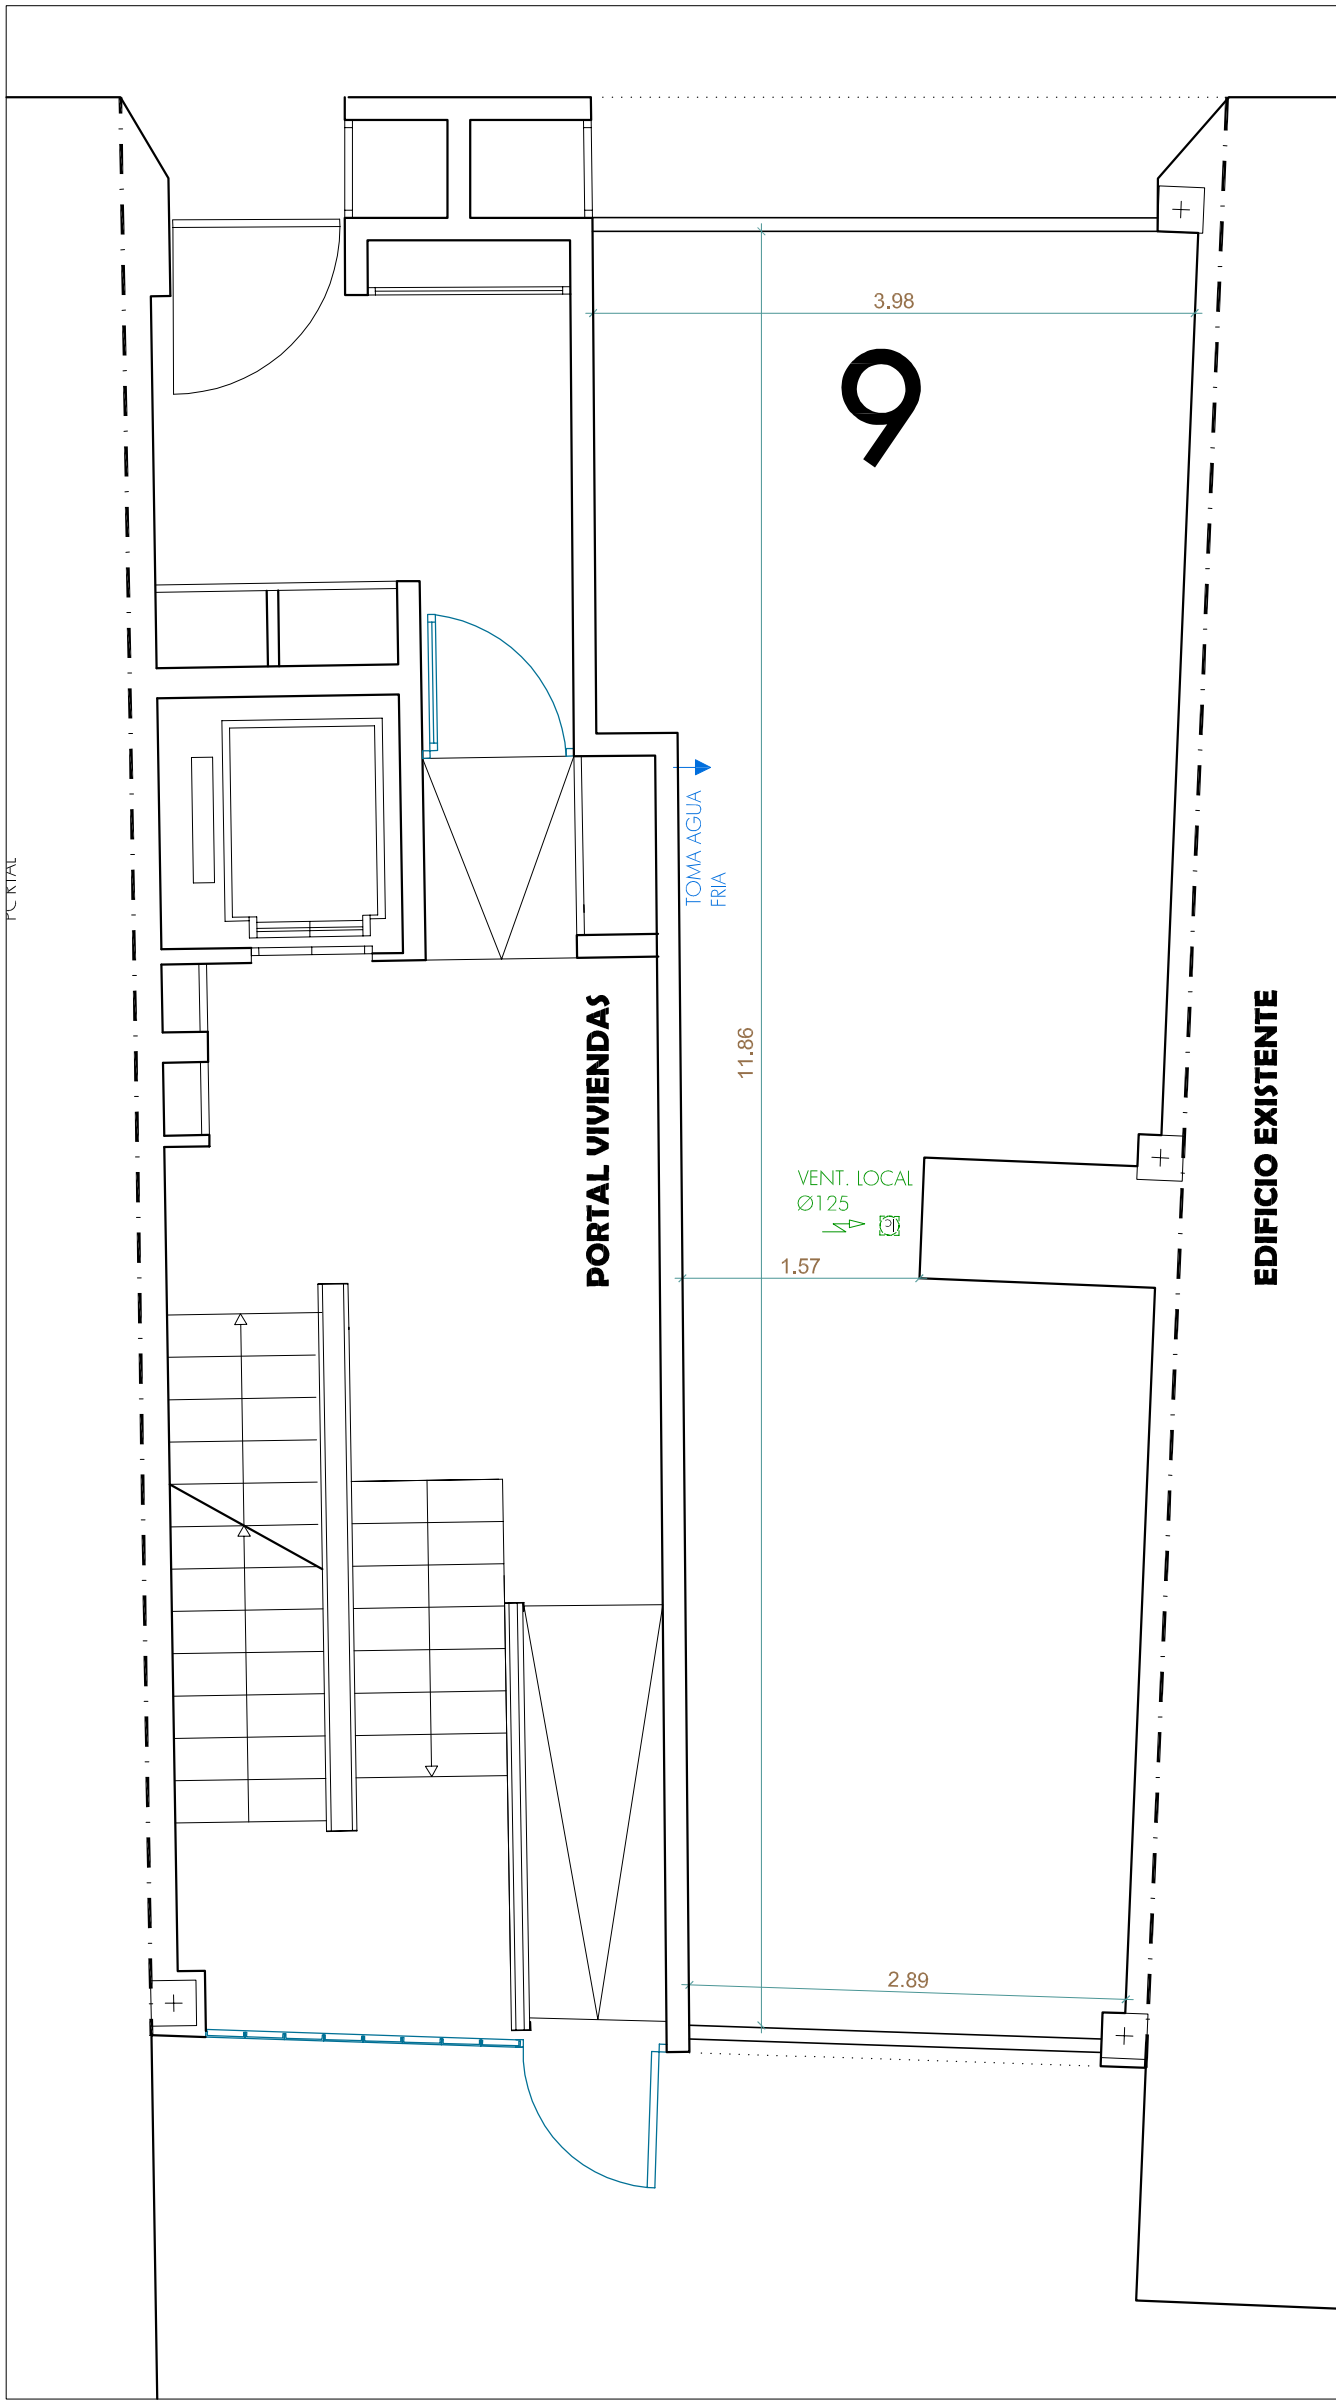 3.98
9
TOMA AGUA
FRIA
PORTAL VIVIENDAS
11.86
EDIFICIO EXISTENTE
VENT. LOCAL
Ø125
1.57
2.89